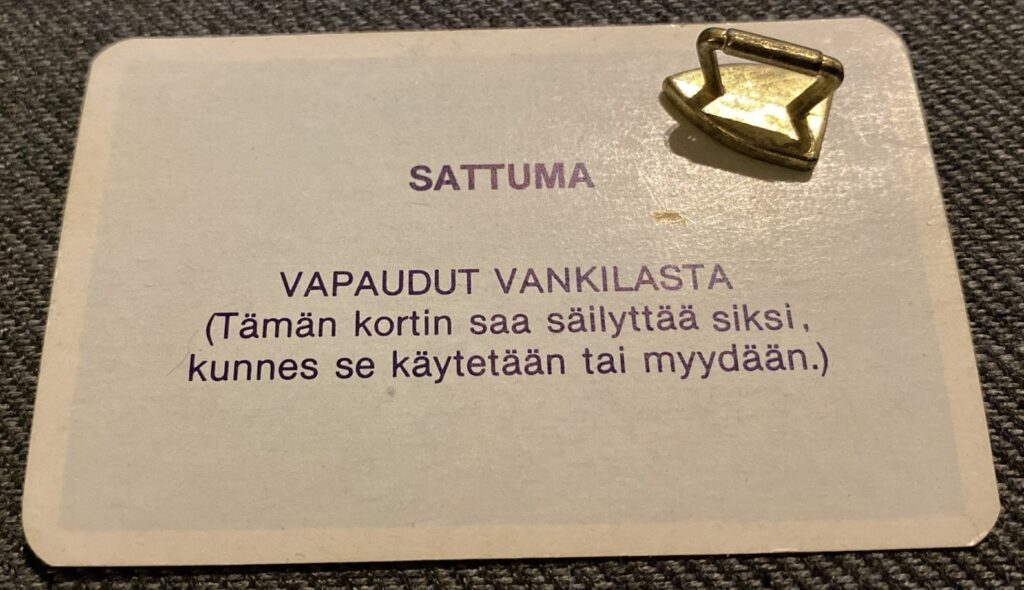 SATTUMA
VAPAUDUT VANKILASTA
(Tämän kortin saa säilyttää siksi,
kunnes se käytetään tai myydään.)